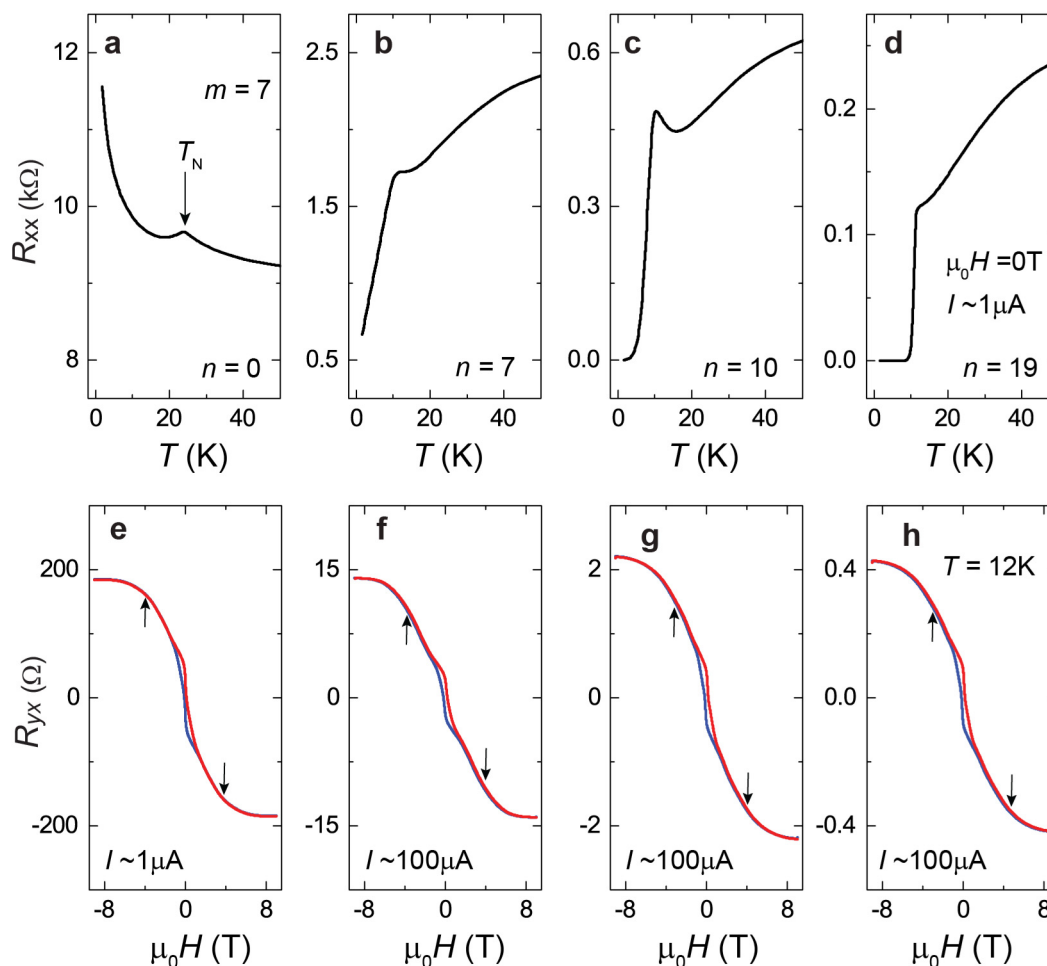 a
m = 7
T_N
n = 0
12
10
8
R_xx (kΩ)
0
20
40
T (K)
b
n = 7
2.5
1.5
0.5
0
20
40
T (K)
c
n = 10
0.6
0.3
0.0
0
20
40
T (K)
d
μ₀H =0T
I ~1μA
n = 19
0.2
0.1
0.0
0
20
40
T (K)
e
I ~1μA
200
0
-200
R_yx (Ω)
-8
0
8
μ₀H (T)
f
I ~100μA
15
0
-15
-8
0
8
μ₀H (T)
g
I ~100μA
2
0
-2
-8
0
8
μ₀H (T)
h
T = 12K
I ~100μA
0.4
0.0
-0.4
-8
0
8
μ₀H (T)